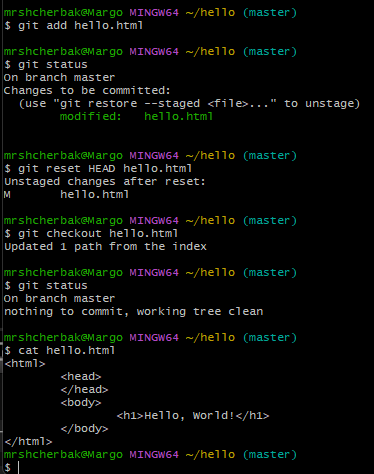 mrshcherbak@Margo MINGW64 ~/hello (master)
$ git add hello.html
mrshcherbak@Margo MINGW64 ~/hello (master)
$ git status
On branch master
Changes to be committed:
  (use "git restore --staged <file>..." to unstage)
        modified:   hello.html
mrshcherbak@Margo MINGW64 ~/hello (master)
$ git reset HEAD hello.html
Unstaged changes after reset:
M       hello.html
mrshcherbak@Margo MINGW64 ~/hello (master)
$ git checkout hello.html
Updated 1 path from the index
mrshcherbak@Margo MINGW64 ~/hello (master)
$ git status
On branch master
nothing to commit, working tree clean
mrshcherbak@Margo MINGW64 ~/hello (master)
$ cat hello.html
<html>
        <head>
        </head>
        <body>
                <h1>Hello, World!</h1>
        </body>
</html>
mrshcherbak@Margo MINGW64 ~/hello (master)
$